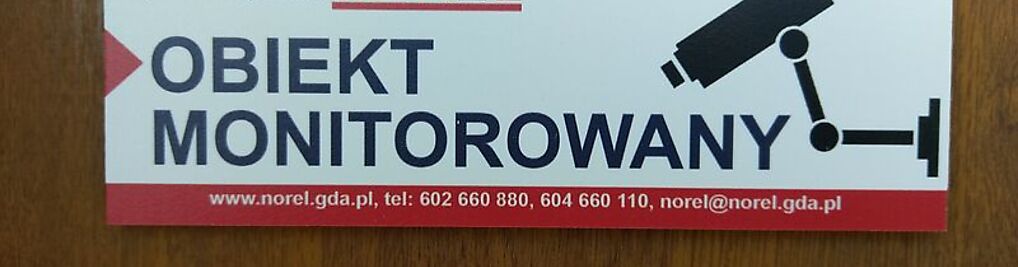 OBIEKT
MONITOROWANY
www.norel.gda.pl, tel: 602 660 880, 604 660 110, norel@norel.gda.pl